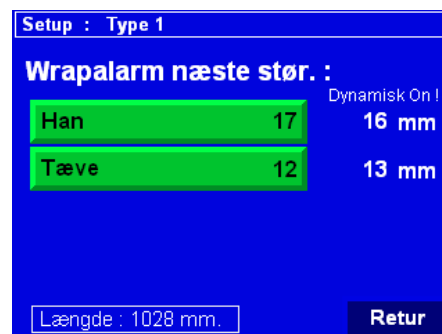 Setup : Type 1
Wrapalarm næste stør. :
Dynamisk On !
Han 17 16 mm
Tæve 12 13 mm
Længde : 1028 mm.
Retur